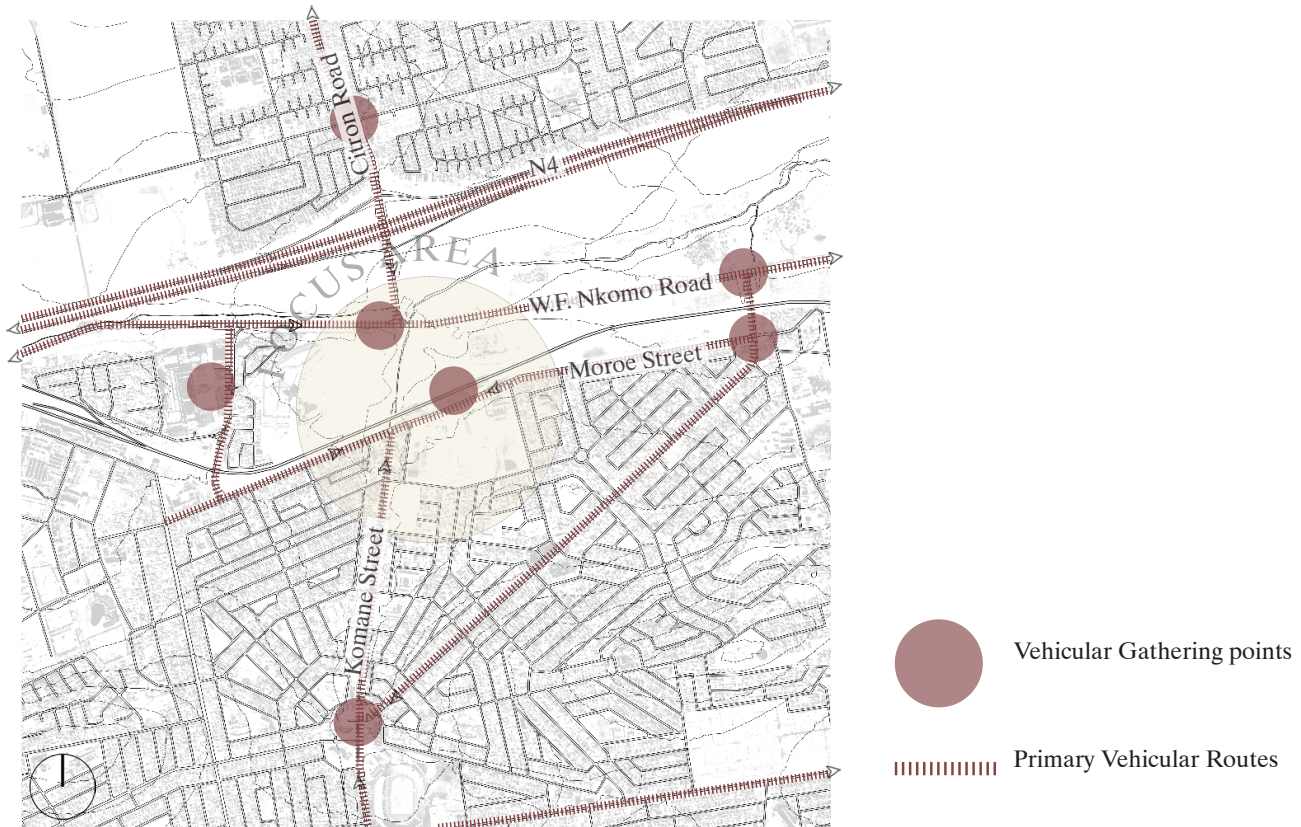 Citron Road
N4
FOCUS AREA
W.F. Nkomo Road
Moroe Street
Komane Street
Vehicular Gathering points
Primary Vehicular Routes